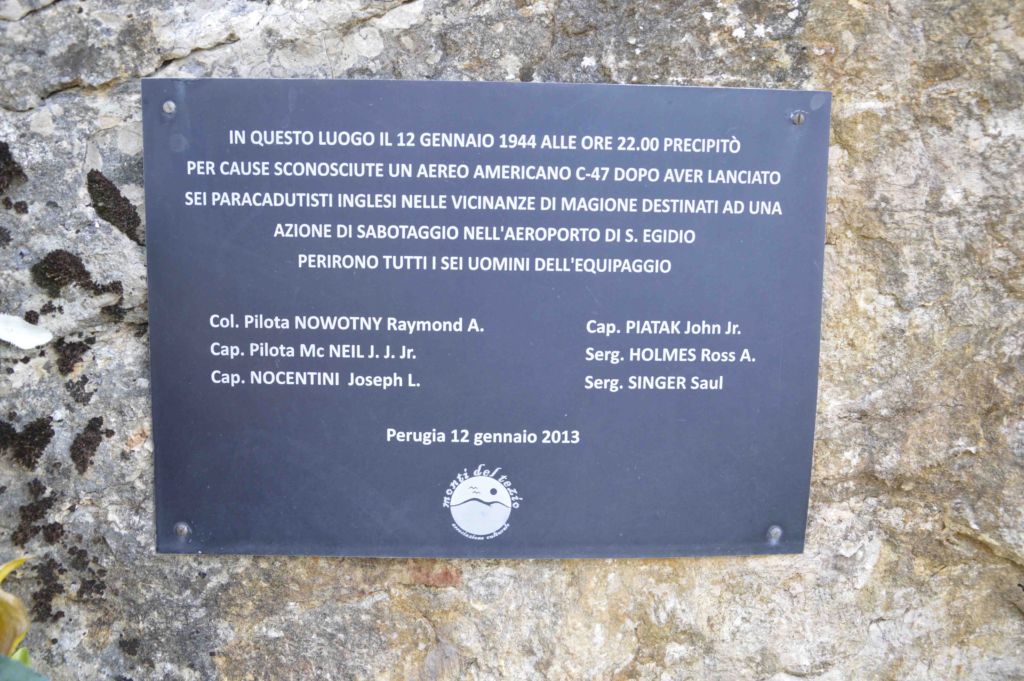 IN QUESTO LUOGO IL 12 GENNAIO 1944 ALLE ORE 22.00 PRECIPITÒ
PER CAUSE SCONOSCIUTE UN AEREO AMERICANO C-47 DOPO AVER LANCIATO
SEI PARACADUTISTI INGLESI NELLE VICINANZE DI MAGIONE DESTINATI AD UNA
AZIONE DI SABOTAGGIO NELL'AEROPORTO DI S. EGIDIO
PERIRONO TUTTI I SEI UOMINI DELL'EQUIPAGGIO
Col. Pilota NOWOTNY Raymond A.
Cap. Pilota Mc NEIL J. J. Jr.
Cap. NOCENTINI Joseph L.
Cap. PIATAK John Jr.
Serg. HOLMES Ross A.
Serg. SINGER Saul
Perugia 12 gennaio 2013
monti del tezio
associazione culturale